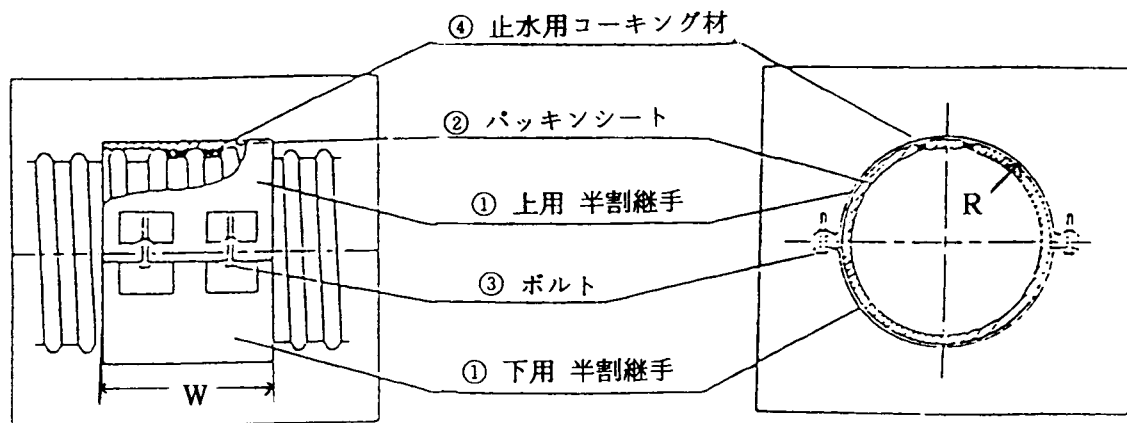 ④ 止水用コーキング材
② パッキンシート
① 上用 半割継手
R
③ ボルト
① 下用 半割継手
W